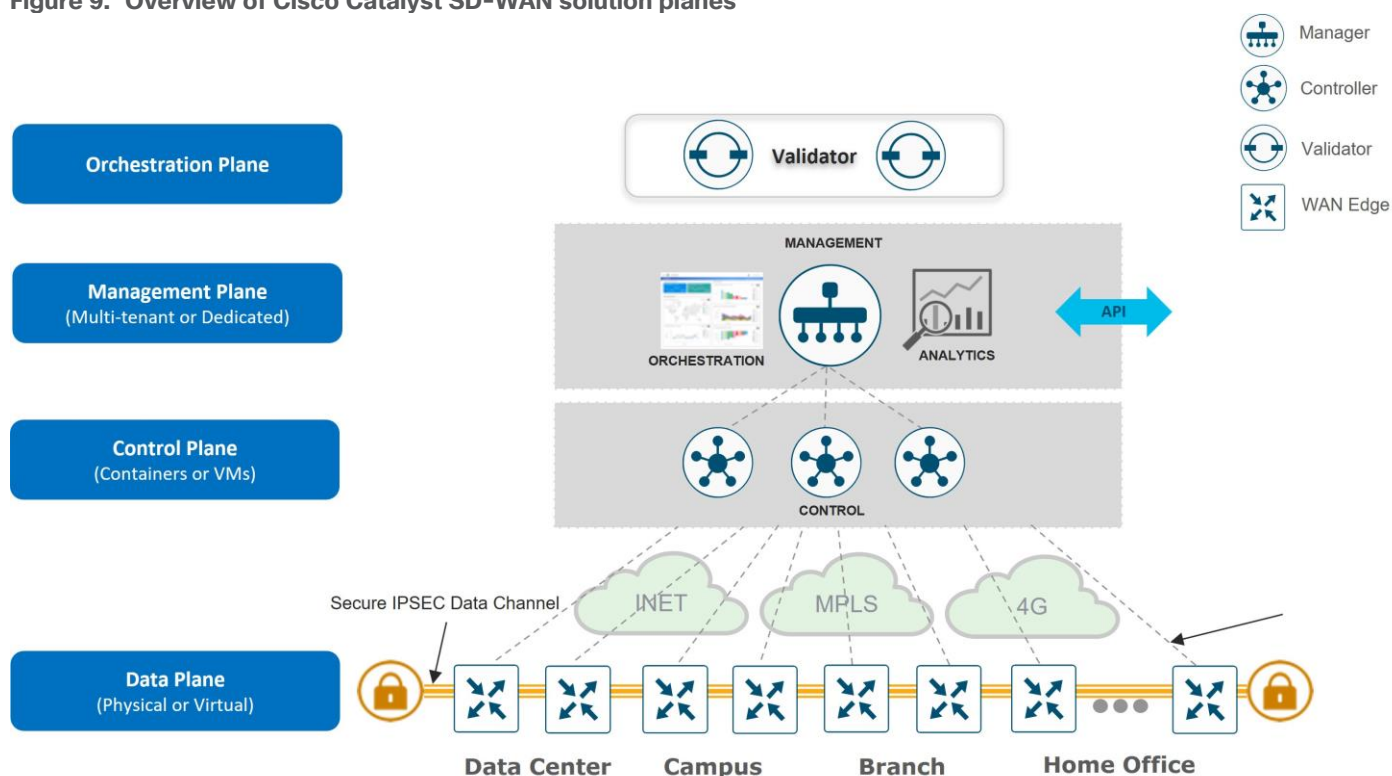 Figure 9. Overview of Cisco Catalyst SD-WAN solution planes
Manager
Controller
Validator
WAN Edge
Orchestration Plane
Validator
Management Plane
(Multi-tenant or Dedicated)
MANAGEMENT
ORCHESTRATION
ANALYTICS
API
Control Plane
(Containers or VMs)
CONTROL
INET
MPLS
4G
Secure IPSEC Data Channel
Data Plane
(Physical or Virtual)
Data Center
Campus
Branch
Home Office